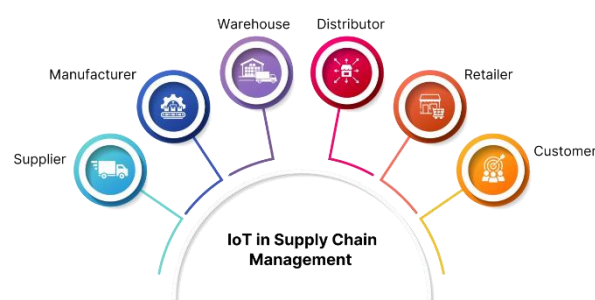 Warehouse
Distributor
Manufacturer
Retailer
Supplier
Customer
IoT in Supply Chain
Management